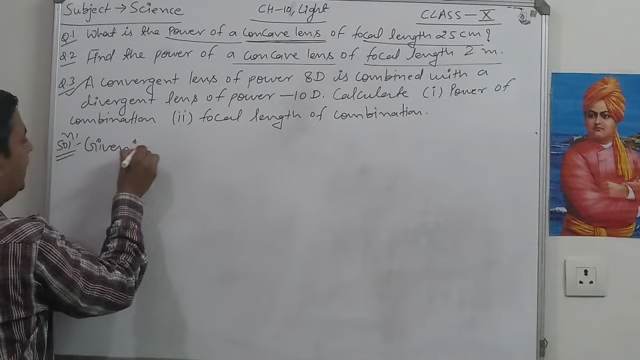 Subject → Science CH-10, Light CLASS-X
Q.1 What is the power of a concave lens of focal length 25 cm?
Q.2 Find the power of a concave lens of focal length 2 m.
Q.3 A convergent lens of power 8D is combined with a
divergent lens of power -10D. Calculate (i) Power of
combination (ii) focal length of combination.
Sol^n:- Given